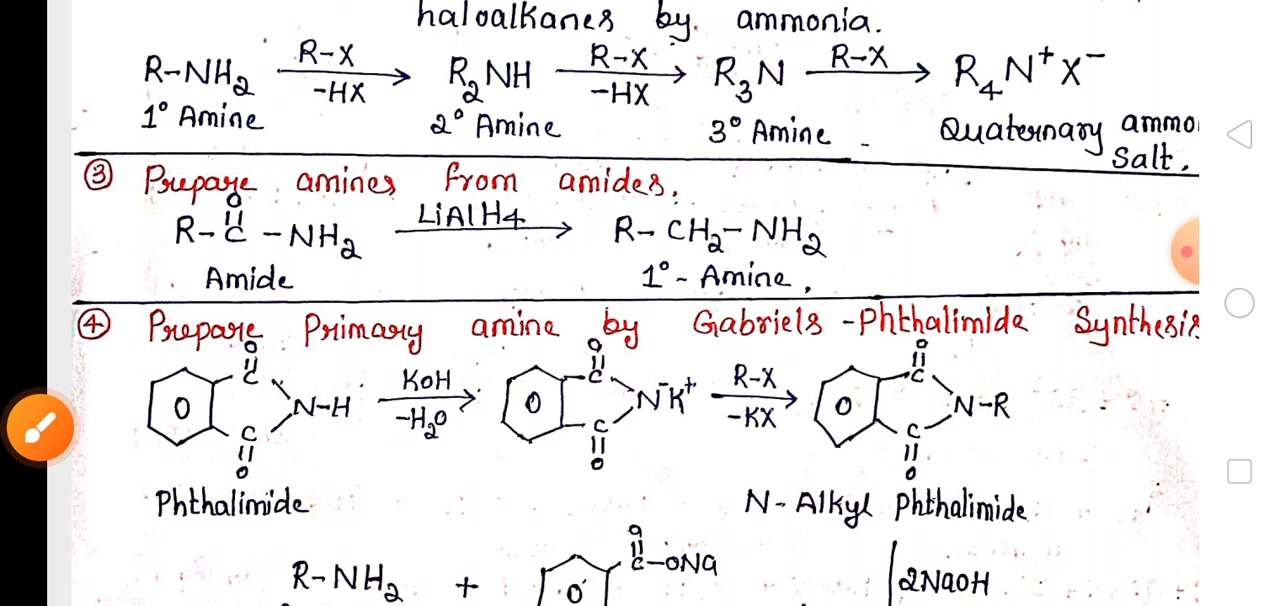 haloalkanes by. ammonia.
R-NH2 R-X -HX → R2NH R-X -HX → R3N R-X → R4N+X-
1° Amine 2° Amine 3° Amine Quaternary ammo
Salt.
③ Prepare amines from amides.
R-C(=O)-NH2 LiAlH4 → R-CH2-NH2
Amide 1°-Amine,
④ Prepare Primary amine by Gabriels-Phthalimide Synthesis
O O O
C C C
N-H KOH -H2O → N-K+ R-X -KX → N-R
C C C
O O O
Phthalimide N-Alkyl Phthalimide
R-NH2 + O C-ONa 2NaOH